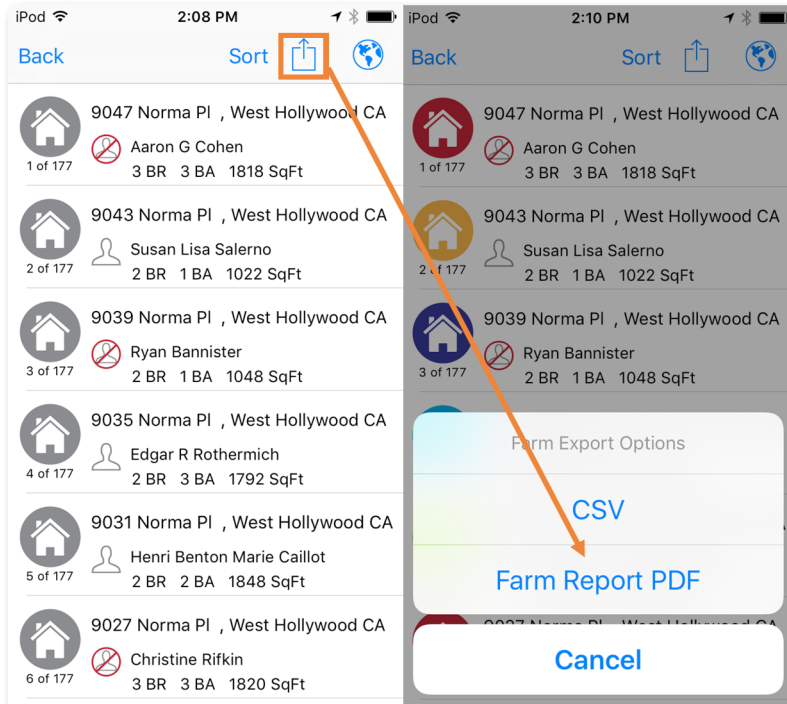 iPod 2:08 PM
Back Sort
9047 Norma Pl , West Hollywood CA
Aaron G Cohen
1 of 177 3 BR 3 BA 1818 SqFt
9043 Norma Pl , West Hollywood CA
Susan Lisa Salerno
2 of 177 2 BR 1 BA 1022 SqFt
9039 Norma Pl , West Hollywood CA
Ryan Bannister
3 of 177 2 BR 1 BA 1048 SqFt
9035 Norma Pl , West Hollywood CA
Edgar R Rothermich
4 of 177 2 BR 3 BA 1792 SqFt
9031 Norma Pl , West Hollywood CA
Henri Benton Marie Caillot
5 of 177 2 BR 2 BA 1848 SqFt
9027 Norma Pl , West Hollywood CA
Christine Rifkin
6 of 177 3 BR 3 BA 1820 SqFt
iPod 2:10 PM
Back Sort
9047 Norma Pl , West Hollywood CA
Aaron G Cohen
1 of 177 3 BR 3 BA 1818 SqFt
9043 Norma Pl , West Hollywood CA
Susan Lisa Salerno
2 of 177 2 BR 1 BA 1022 SqFt
9039 Norma Pl , West Hollywood CA
Ryan Bannister
3 of 177 2 BR 1 BA 1048 SqFt
Farm Export Options
CSV
Farm Report PDF
9027 Norma Pl , West Hollywood CA
Cancel